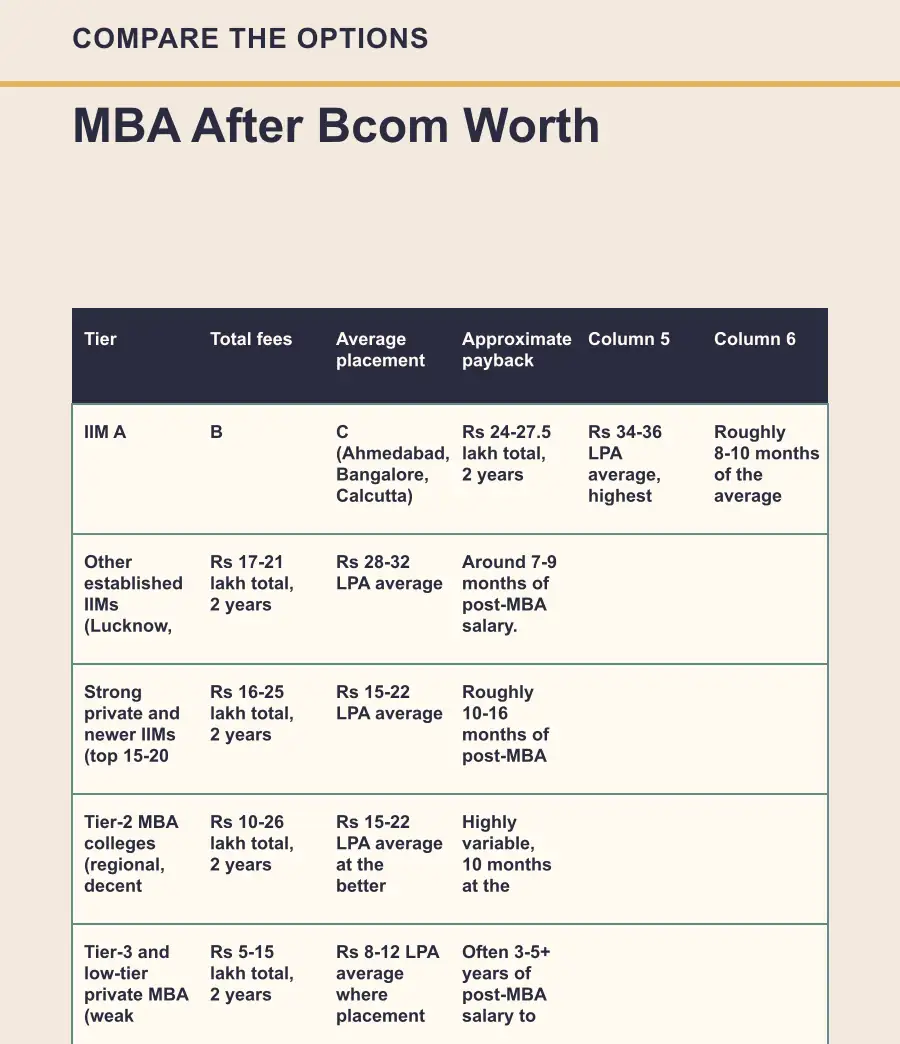 COMPARE THE OPTIONS
MBA After Bcom Worth
Tier
Total fees
Average
placement
Approximate
payback
Column 5
Column 6
IIM A
B
C
(Ahmedabad,
Bangalore,
Calcutta)
Rs 24-27.5
lakh total,
2 years
Rs 34-36
LPA
average,
highest
Roughly
8-10 months
of the
average
Other
established
IIMs
(Lucknow,
Rs 17-21
lakh total,
2 years
Rs 28-32
LPA average
Around 7-9
months of
post-MBA
salary.
Strong
private and
newer IIMs
(top 15-20
Rs 16-25
lakh total,
2 years
Rs 15-22
LPA average
Roughly
10-16
months of
post-MBA
Tier-2 MBA
colleges
(regional,
decent
Rs 10-26
lakh total,
2 years
Rs 15-22
LPA average
at the
better
Highly
variable,
10 months
at the
Tier-3 and
low-tier
private MBA
(weak
Rs 5-15
lakh total,
2 years
Rs 8-12 LPA
average
where
placement
Often 3-5+
years of
post-MBA
salary to